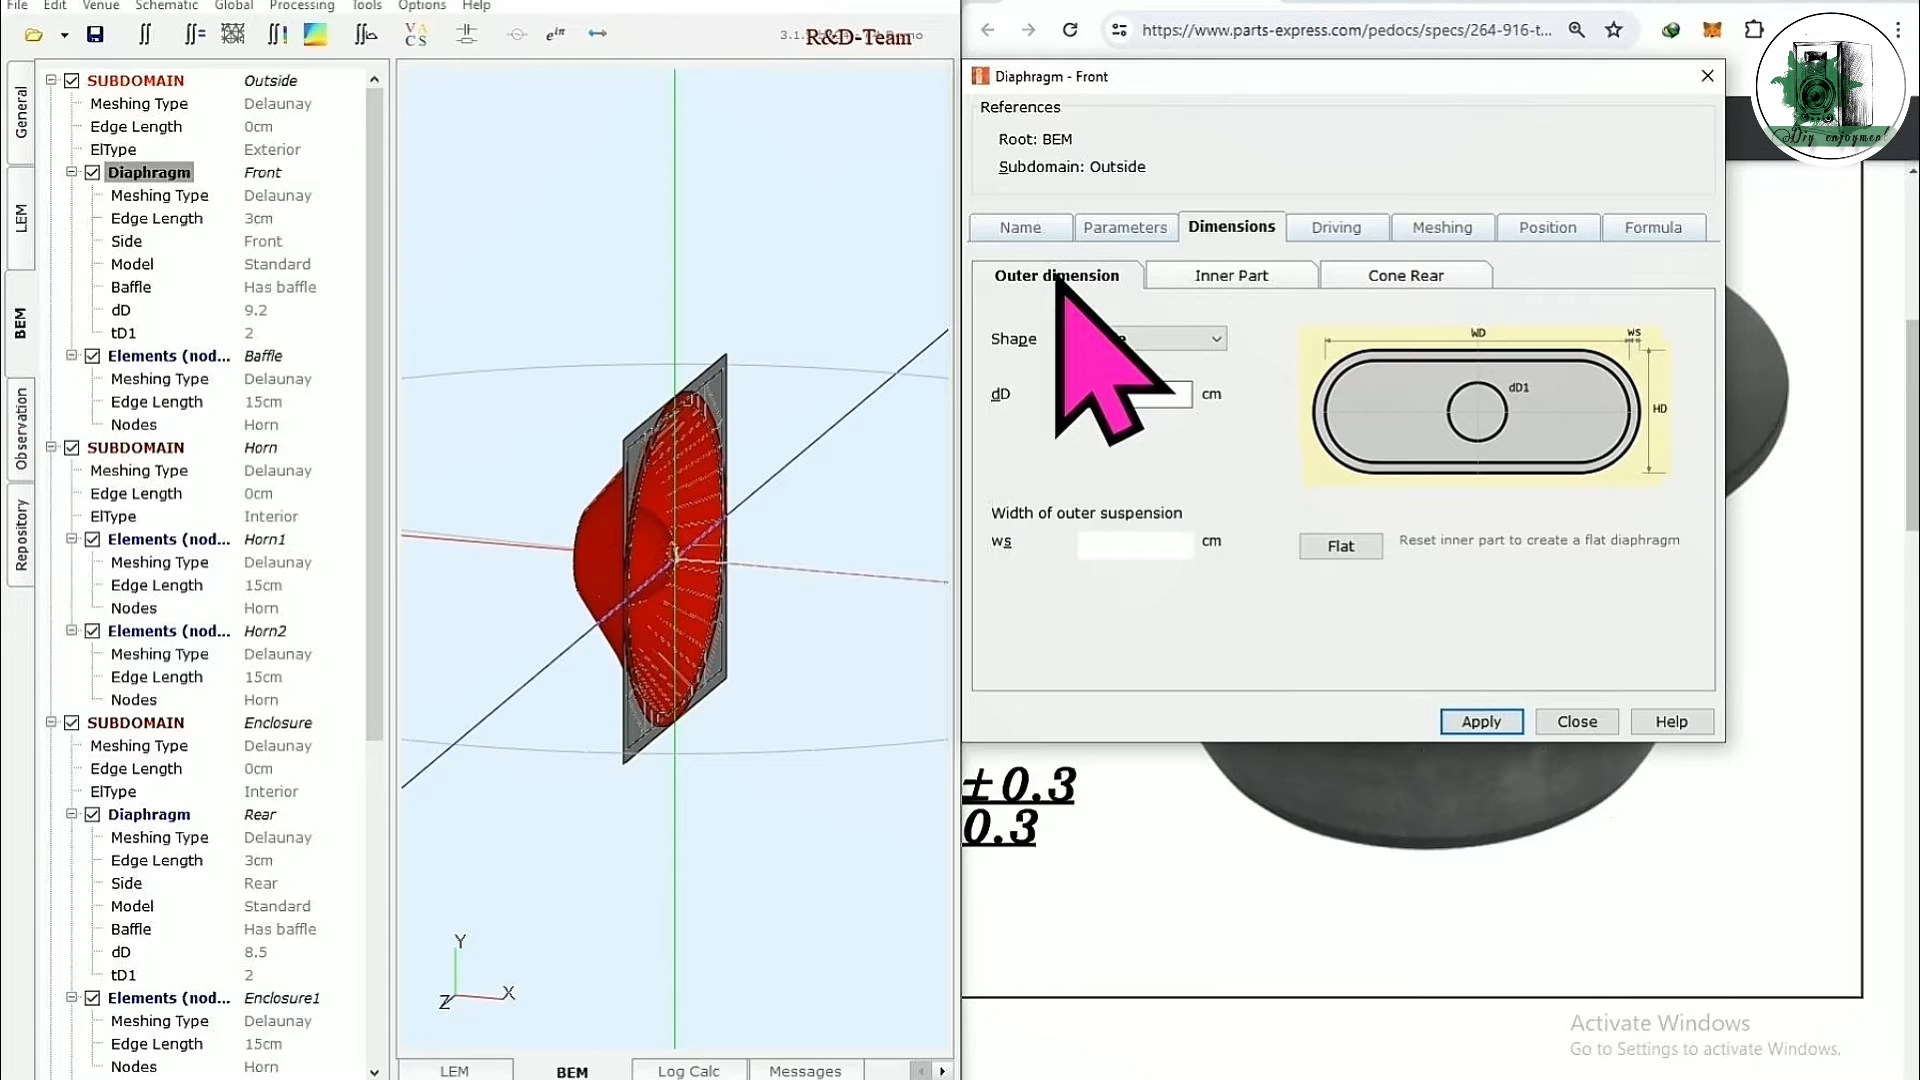 File Edit Venue Schematic Global Processing Tools Options Help
VACS
R&D-Team
https://www.parts-express.com/pedocs/specs/264-916-t...
Diy enjoyment
General
LEM
BEM
Observation
Repository
SUBDOMAIN Outside
Meshing Type Delaunay
Edge Length 0cm
ElType Exterior
Diaphragm Front
Meshing Type Delaunay
Edge Length 3cm
Side Front
Model Standard
Baffle Has baffle
dD 9.2
tD1 2
Elements (nod... Baffle
Meshing Type Delaunay
Edge Length 15cm
Nodes Horn
SUBDOMAIN Horn
Meshing Type Delaunay
Edge Length 0cm
ElType Interior
Elements (nod... Horn1
Meshing Type Delaunay
Edge Length 15cm
Nodes Horn
Elements (nod... Horn2
Meshing Type Delaunay
Edge Length 15cm
Nodes Horn
SUBDOMAIN Enclosure
Meshing Type Delaunay
Edge Length 0cm
ElType Interior
Diaphragm Rear
Meshing Type Delaunay
Edge Length 3cm
Side Rear
Model Standard
Baffle Has baffle
dD 8.5
tD1 2
Elements (nod... Enclosure1
Meshing Type Delaunay
Edge Length 15cm
Nodes Horn
Y
Z X
LEM BEM Log Calc Messages
Diaphragm - Front
References
Root: BEM
Subdomain: Outside
Name Parameters Dimensions Driving Meshing Position Formula
Outer dimension Inner Part Cone Rear
Shape
dD cm
WD ws
dD1
HD
Width of outer suspension
ws cm
Flat Reset inner part to create a flat diaphragm
Apply Close Help
±0.3
0.3
Activate Windows
Go to Settings to activate Windows.